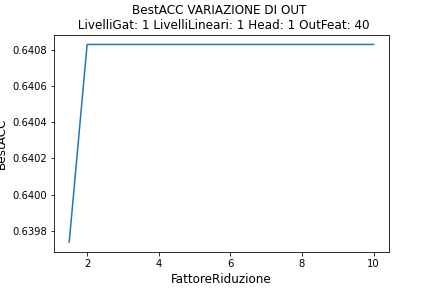 BestACC VARIAZIONE DI OUT
LivelliGat: 1 LivelliLineari: 1 Head: 1 OutFeat: 40
0.6408
0.6406
0.6404
0.6402
0.6400
0.6398
BestACC
2 4 6 8 10
FattoreRiduzione